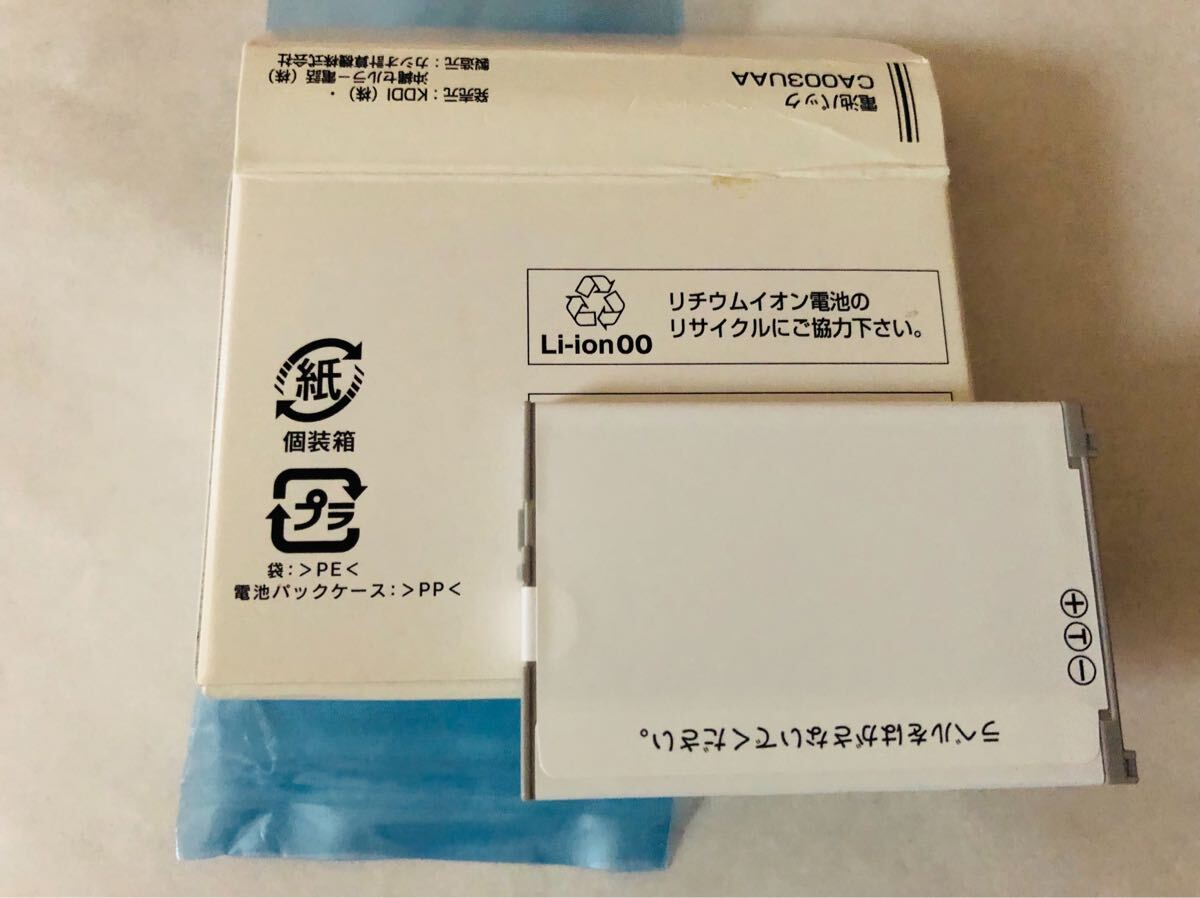 電池パック
CA003UAA
発売元：KDDI（株）・
沖縄セルラー電話（株）
製造元：カシオ計算機株式会社
Li-ion00
リチウムイオン電池の
リサイクルにご協力下さい。
紙
個装箱
プラ
袋：＞PE＜
電池パックケース：＞PP＜
+
T
−
ラベルをはがさないでください。